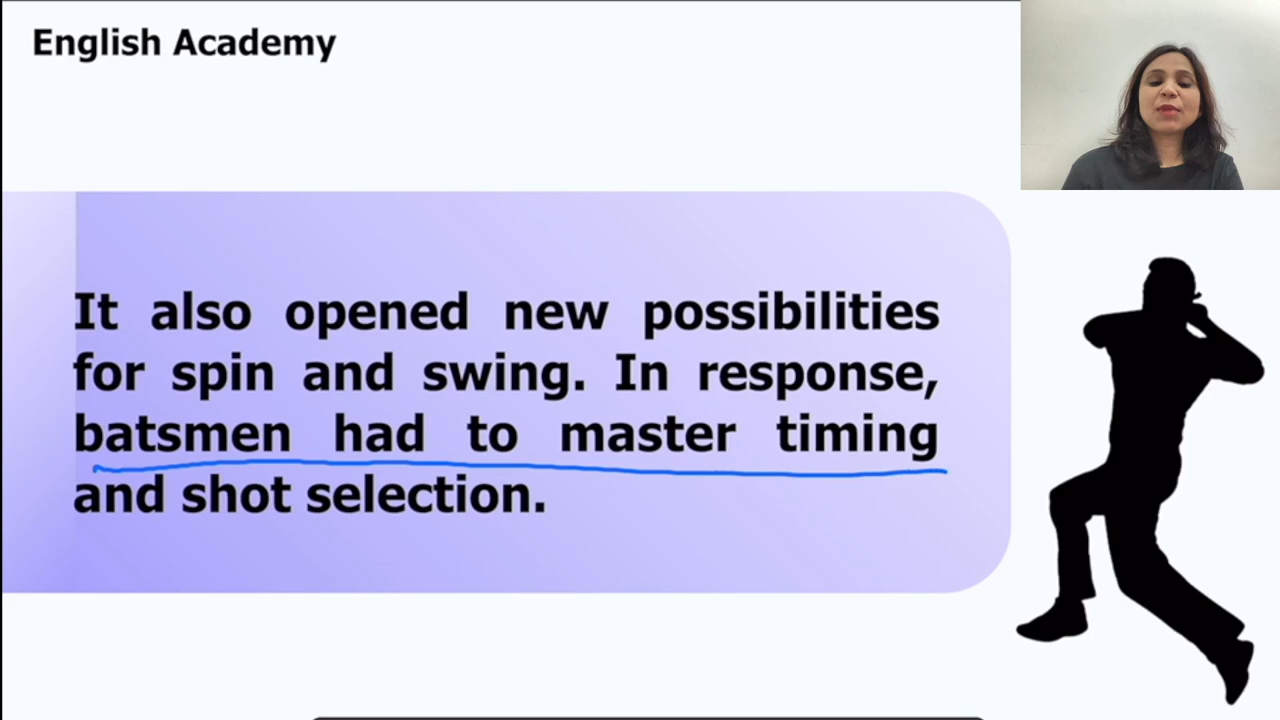 English Academy
It also opened new possibilities
for spin and swing. In response,
batsmen had to master timing
and shot selection.